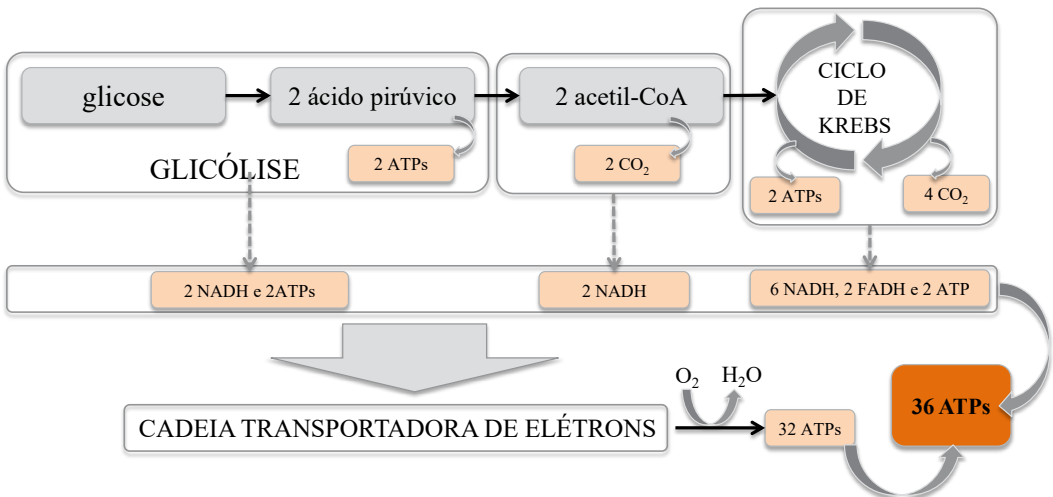 glicose
2 ácido pirúvico
2 acetil-CoA
CICLO
DE
KREBS
GLICÓLISE
2 ATPs
2 CO₂
2 ATPs
4 CO₂
2 NADH e 2ATPs
2 NADH
6 NADH, 2 FADH e 2 ATP
O₂
H₂O
36 ATPs
CADEIA TRANSPORTADORA DE ELÉTRONS
32 ATPs